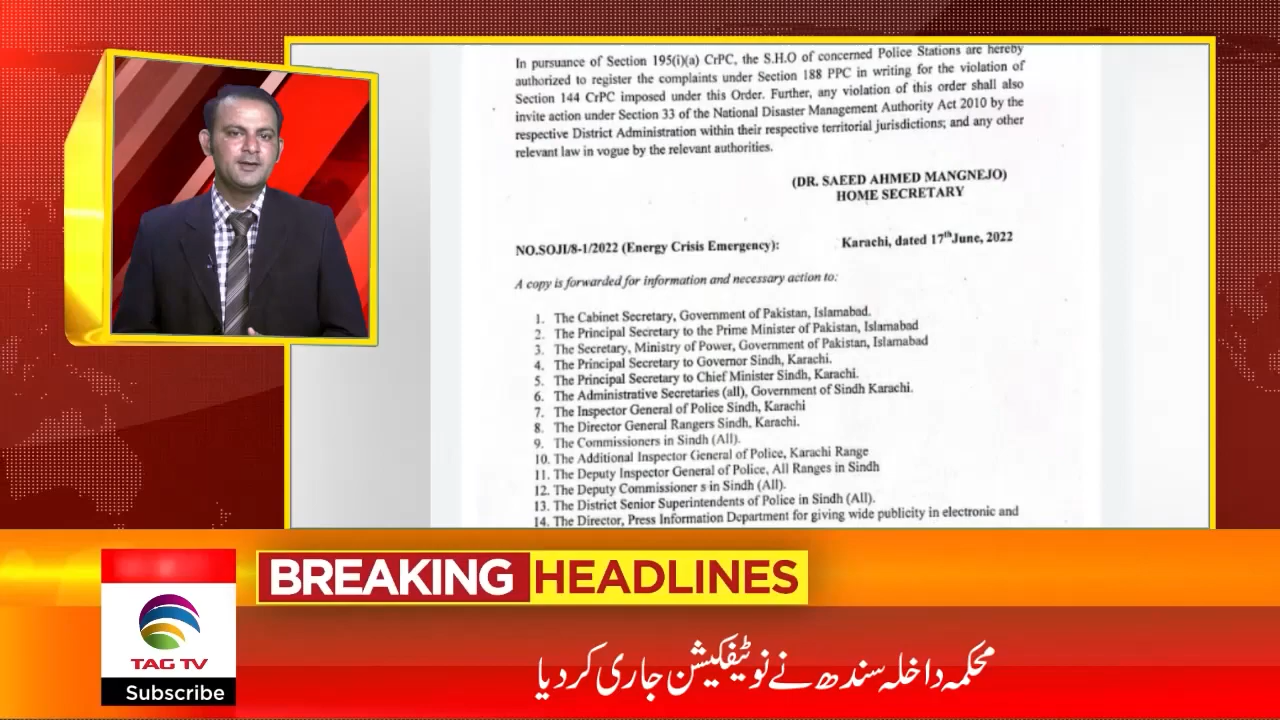 In pursuance of Section 195(i)(a) CrPC, the S.H.O of concerned Police Stations are hereby
authorized to register the complaints under Section 188 PPC in writing for the violation of
Section 144 CrPC imposed under this Order. Further, any violation of this order shall also
invite action under Section 33 of the National Disaster Management Authority Act 2010 by the
respective District Administration within their respective territorial jurisdictions; and any other
relevant law in vogue by the relevant authorities.
(DR. SAEED AHMED MANGNEJO)
HOME SECRETARY
NO.SOJI/8-1/2022 (Energy Crisis Emergency): Karachi, dated 17th June, 2022
A copy is forwarded for information and necessary action to:
1. The Cabinet Secretary, Government of Pakistan, Islamabad.
2. The Principal Secretary to the Prime Minister of Pakistan, Islamabad
3. The Secretary, Ministry of Power, Government of Pakistan, Islamabad
4. The Principal Secretary to Governor Sindh, Karachi.
5. The Principal Secretary to Chief Minister Sindh, Karachi.
6. The Administrative Secretaries (all), Government of Sindh Karachi.
7. The Inspector General of Police Sindh, Karachi
8. The Director General Rangers Sindh, Karachi.
9. The Commissioners in Sindh (All).
10. The Additional Inspector General of Police, Karachi Range
11. The Deputy Inspector General of Police, All Ranges in Sindh
12. The Deputy Commissioner s in Sindh (All).
13. The District Senior Superintendents of Police in Sindh (All).
14. The Director, Press Information Department for giving wide publicity in electronic and
BREAKING HEADLINES
TAG TV
Subscribe
محکمہ داخلہ سندھ نے نوٹیفکیشن جاری کردیا